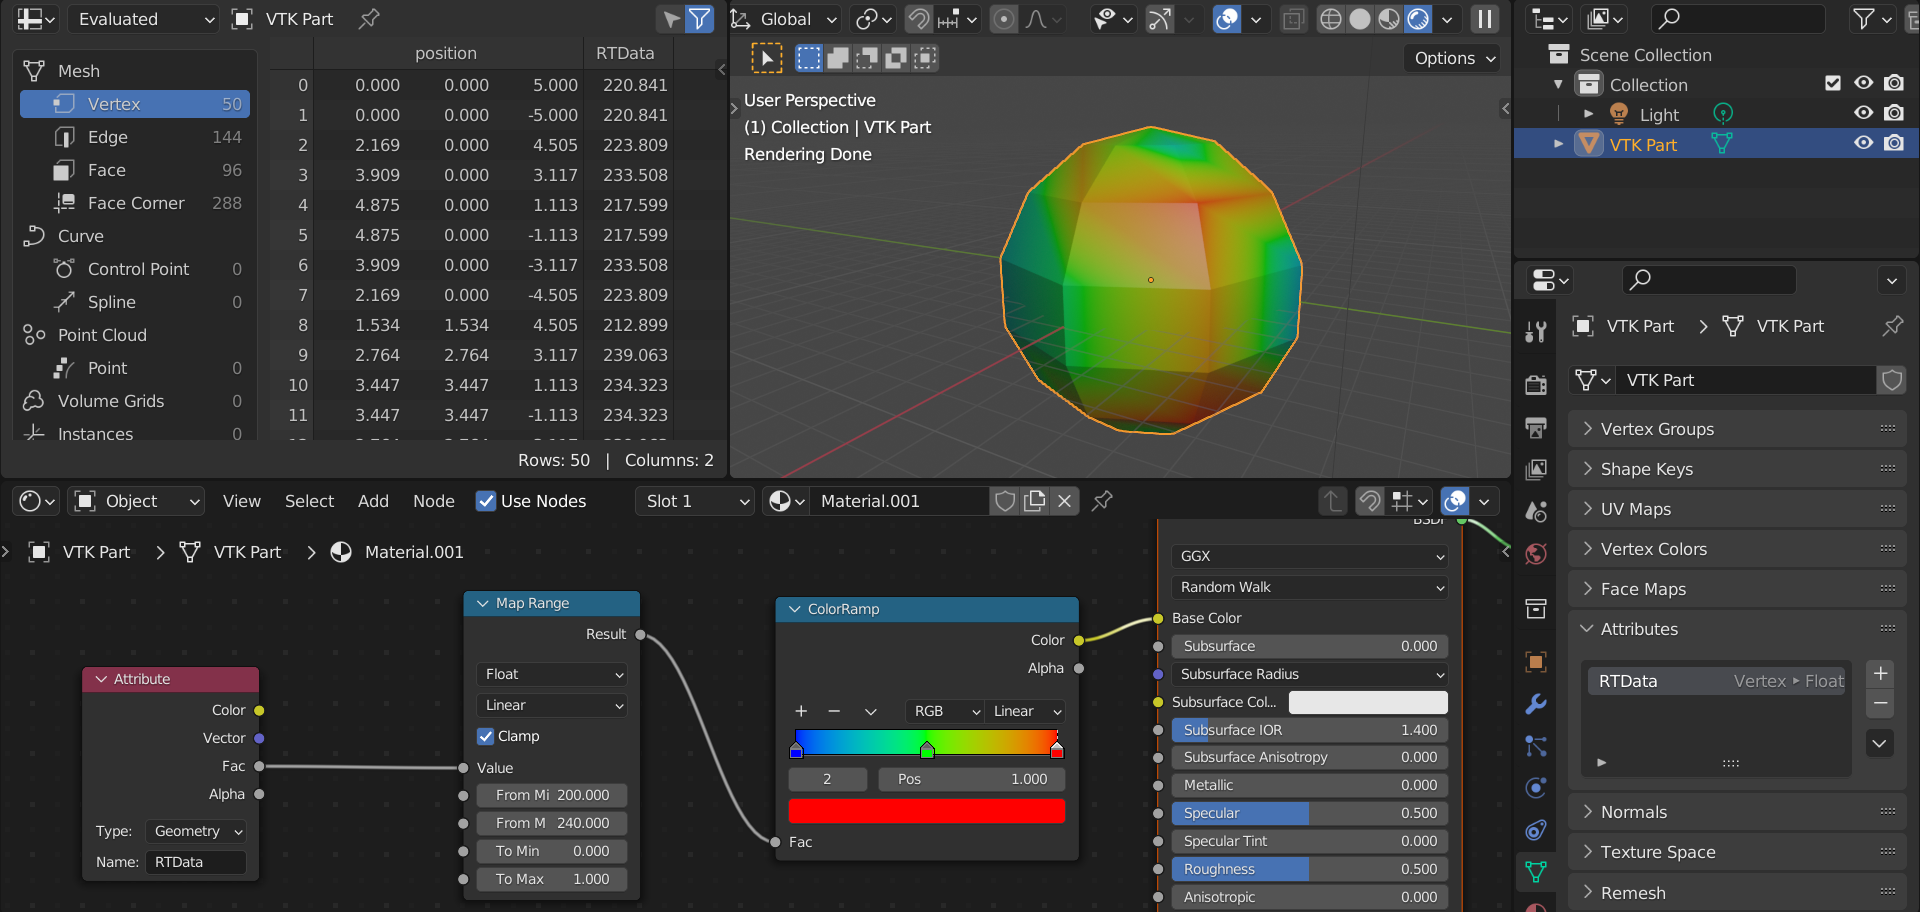 Evaluated
VTK Part
Mesh
Vertex 50
Edge 144
Face 96
Face Corner 288
Curve
Control Point 0
Spline 0
Point Cloud
Point 0
Volume Grids 0
Instances 0
position RTData
0 0.000 0.000 5.000 220.841
1 0.000 0.000 -5.000 220.841
2 2.169 0.000 4.505 223.809
3 3.909 0.000 3.117 233.508
4 4.875 0.000 1.113 217.599
5 4.875 0.000 -1.113 217.599
6 3.909 0.000 -3.117 233.508
7 2.169 0.000 -4.505 223.809
8 1.534 1.534 4.505 212.899
9 2.764 2.764 3.117 239.063
10 3.447 3.447 1.113 234.323
11 3.447 3.447 -1.113 234.323
Rows: 50 | Columns: 2
Global
Options
User Perspective
(1) Collection | VTK Part
Rendering Done
Scene Collection
Collection
Light
VTK Part
VTK Part
VTK Part
VTK Part
Vertex Groups
Shape Keys
UV Maps
Vertex Colors
Face Maps
Attributes
RTData Vertex ▸ Float
Normals
Texture Space
Remesh
Object
View
Select
Add
Node
Use Nodes
Slot 1
Material.001
VTK Part
VTK Part
Material.001
Attribute
Color
Vector
Fac
Alpha
Type: Geometry
Name: RTData
Map Range
Result
Float
Linear
Clamp
Value
From Mi 200.000
From M 240.000
To Min 0.000
To Max 1.000
ColorRamp
Color
Alpha
RGB
Linear
2
Pos 1.000
Fac
BSDF
GGX
Random Walk
Base Color
Subsurface 0.000
Subsurface Radius
Subsurface Col...
Subsurface IOR 1.400
Subsurface Anisotropy 0.000
Metallic 0.000
Specular 0.500
Specular Tint 0.000
Roughness 0.500
Anisotropic 0.000